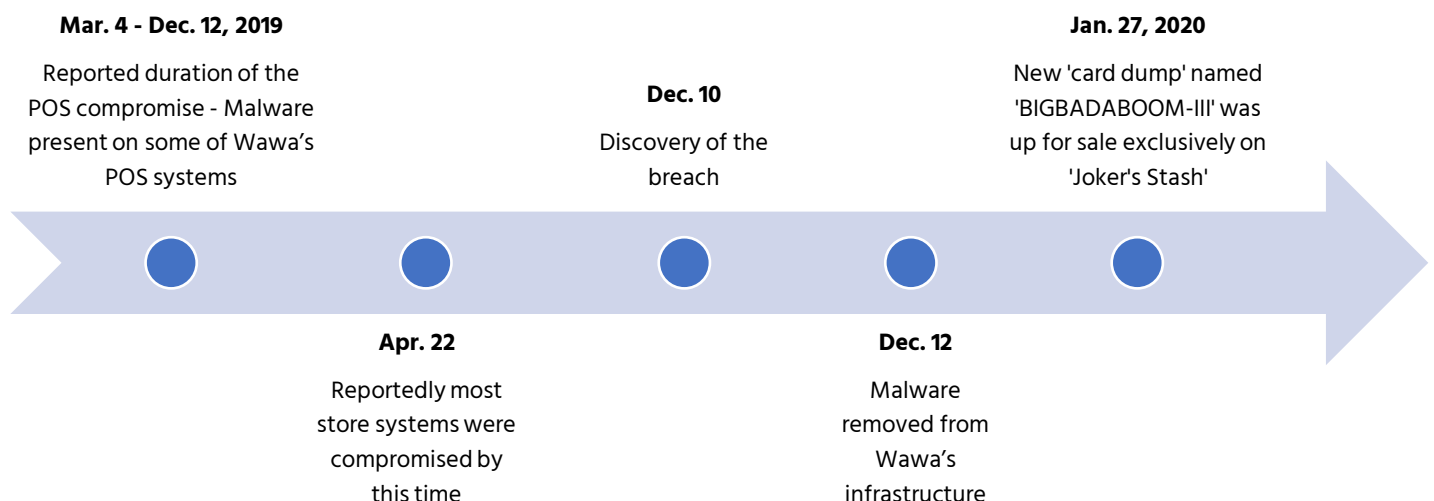 Mar. 4 - Dec. 12, 2019
Reported duration of the
POS compromise - Malware
present on some of Wawa’s
POS systems
Apr. 22
Reportedly most
store systems were
compromised by
this time
Dec. 10
Discovery of the
breach
Dec. 12
Malware
removed from
Wawa’s
infrastructure
Jan. 27, 2020
New 'card dump' named
'BIGBADABOOM-III' was
up for sale exclusively on
'Joker's Stash'